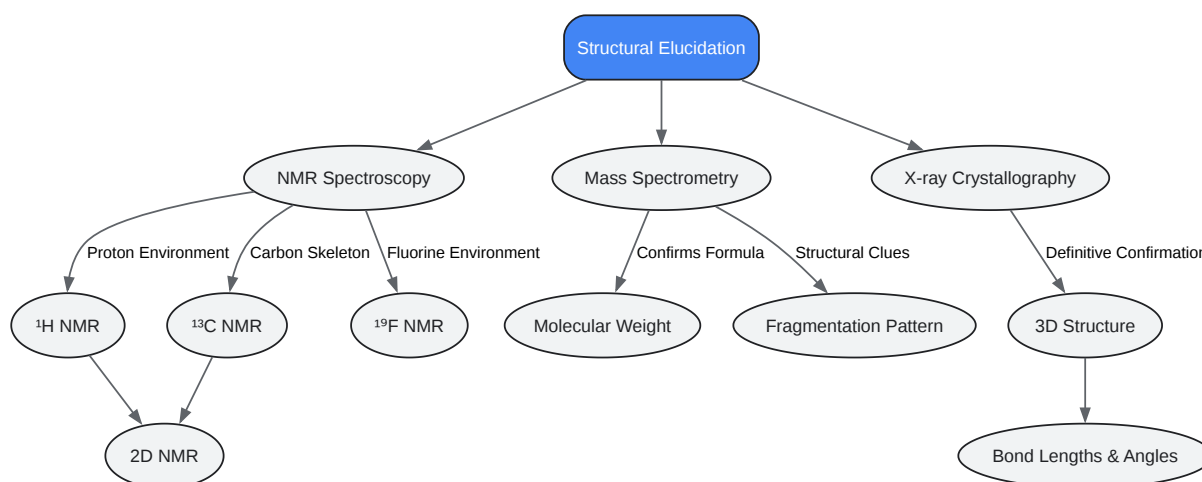 Structural Elucidation
NMR Spectroscopy
Mass Spectrometry
X-ray Crystallography
Proton Environment
Carbon Skeleton
Fluorine Environment
Confirms Formula
Structural Clues
Definitive Confirmation
¹H NMR
¹³C NMR
¹⁹F NMR
Molecular Weight
Fragmentation Pattern
3D Structure
2D NMR
Bond Lengths & Angles